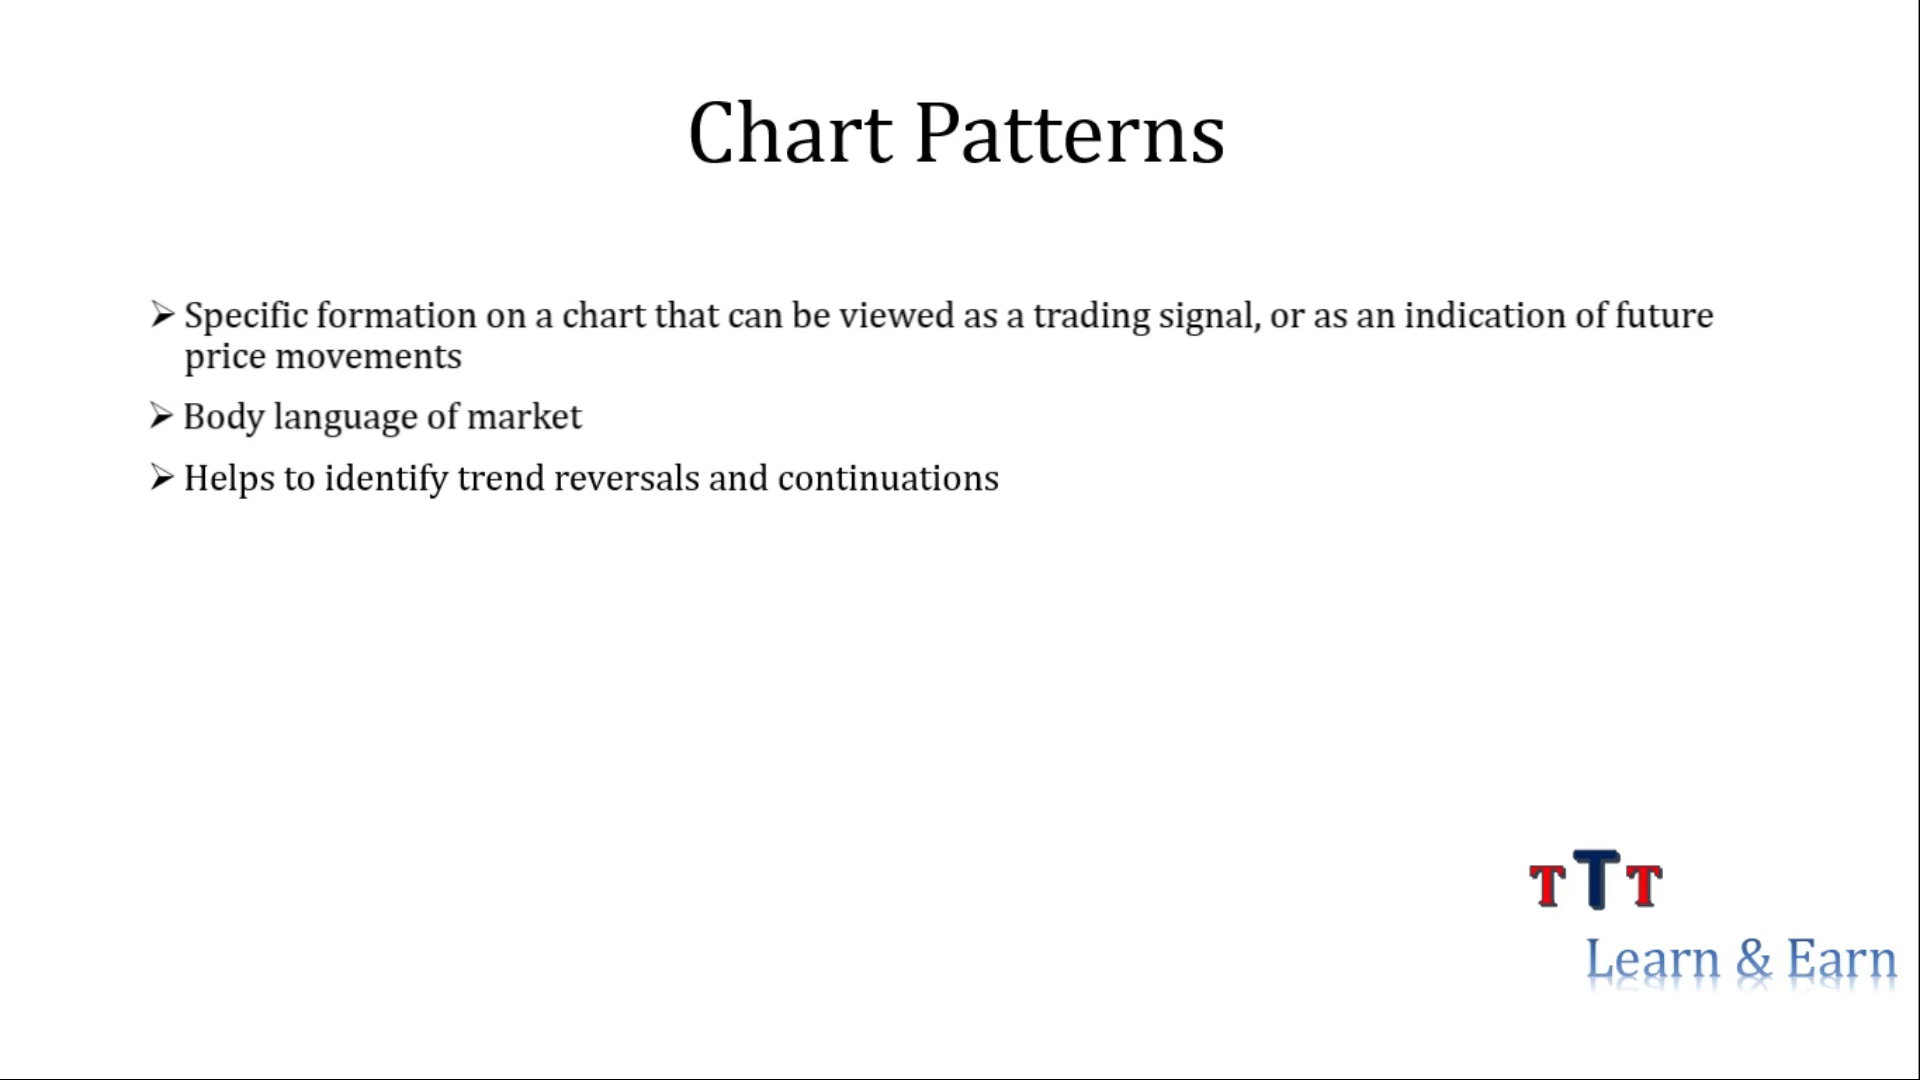 Chart Patterns
➢ Specific formation on a chart that can be viewed as a trading signal, or as an indication of future
price movements
➢ Body language of market
➢ Helps to identify trend reversals and continuations
TTT
Learn & Earn